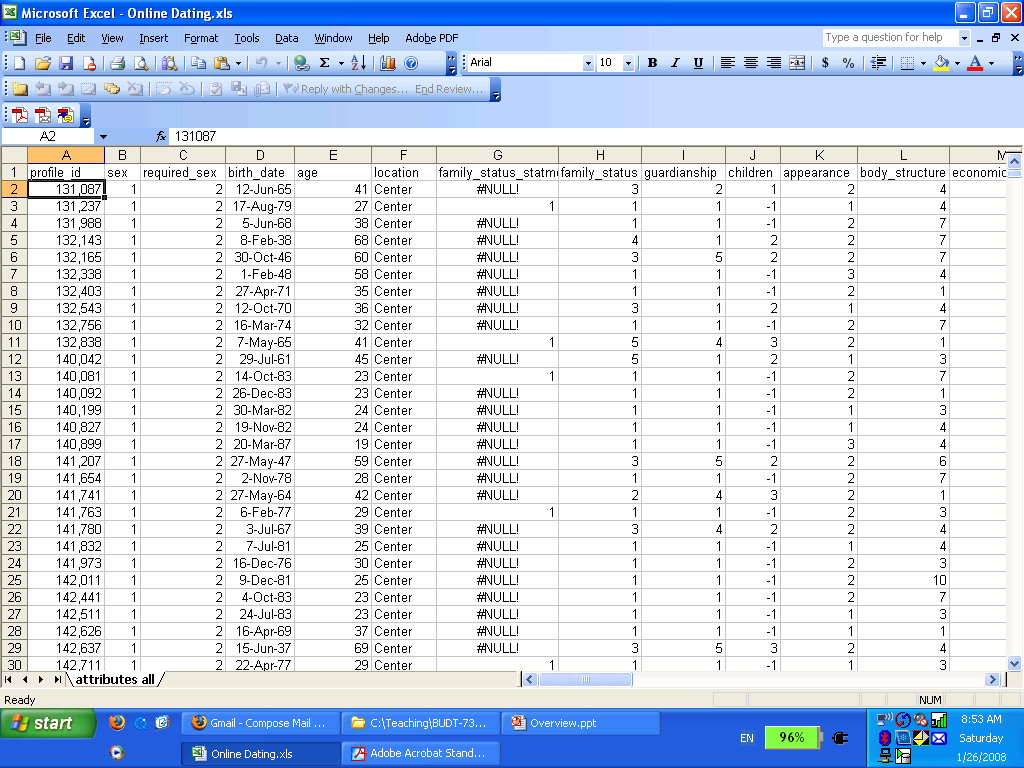 Microsoft Excel - Online Dating.xls
File Edit View Insert Format Tools Data Window Help Adobe PDF Type a question for help
Arial 10 B I U $ %
Reply with Changes... End Review...
A2 fx 131087
A B C D E F G H I J K L M
1 profile_id sex required_sex birth_date age location family_status_statme family_status guardianship children appearance body_structure economic
2 131,087 1 2 12-Jun-65 41 Center #NULL! 3 2 1 2 4
3 131,237 1 2 17-Aug-79 27 Center 1 1 1 -1 1 4
4 131,988 1 2 5-Jun-68 38 Center #NULL! 1 1 -1 2 7
5 132,143 1 2 8-Feb-38 68 Center #NULL! 4 1 2 2 7
6 132,165 1 2 30-Oct-46 60 Center #NULL! 3 5 2 2 7
7 132,338 1 2 1-Feb-48 58 Center #NULL! 1 1 -1 3 4
8 132,403 1 2 27-Apr-71 35 Center #NULL! 1 1 -1 2 1
9 132,543 1 2 12-Oct-70 36 Center #NULL! 3 1 2 1 4
10 132,756 1 2 16-Mar-74 32 Center #NULL! 1 1 -1 2 7
11 132,838 1 2 7-May-65 41 Center 1 5 4 3 2 1
12 140,042 1 2 29-Jul-61 45 Center #NULL! 5 1 2 1 3
13 140,081 1 2 14-Oct-83 23 Center 1 1 1 -1 2 7
14 140,092 1 2 26-Dec-83 23 Center #NULL! 1 1 -1 2 1
15 140,199 1 2 30-Mar-82 24 Center #NULL! 1 1 -1 1 3
16 140,827 1 2 19-Nov-82 24 Center #NULL! 1 1 -1 1 4
17 140,899 1 2 20-Mar-87 19 Center #NULL! 1 1 -1 3 4
18 141,207 1 2 27-May-47 59 Center #NULL! 3 5 2 2 6
19 141,654 1 2 2-Nov-78 28 Center #NULL! 1 1 -1 2 7
20 141,741 1 2 27-May-64 42 Center #NULL! 2 4 3 2 1
21 141,763 1 2 6-Feb-77 29 Center 1 1 1 -1 2 3
22 141,780 1 2 3-Jul-67 39 Center #NULL! 3 4 2 2 4
23 141,832 1 2 7-Jul-81 25 Center #NULL! 1 1 -1 1 4
24 141,973 1 2 16-Dec-76 30 Center #NULL! 1 1 -1 2 3
25 142,011 1 2 9-Dec-81 25 Center #NULL! 1 1 -1 2 10
26 142,441 1 2 4-Oct-83 23 Center #NULL! 1 1 -1 2 7
27 142,511 1 2 24-Jul-83 23 Center #NULL! 1 1 -1 1 3
28 142,626 1 2 16-Apr-69 37 Center #NULL! 1 1 -1 1 1
29 142,637 1 2 15-Jun-37 69 Center #NULL! 3 5 3 2 4
30 142,711 1 2 22-Apr-77 29 Center 1 1 1 -1 1 3
attributes all
Ready NUM
start Gmail - Compose Mail ... C:\Teaching\BUDT-73... Overview.ppt EN 96% 8:53 AM
Saturday
Online Dating.xls Adobe Acrobat Stand... 1/26/2008